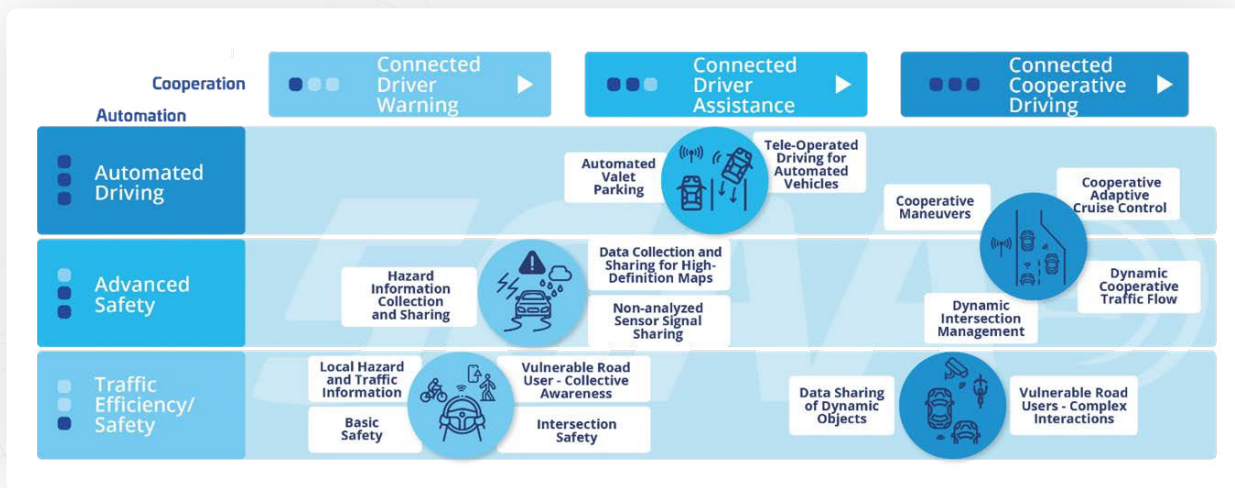 Cooperation
Automation
Connected
Driver
Warning
Connected
Driver
Assistance
Connected
Cooperative
Driving
Automated
Driving
Automated
Valet
Parking
Tele-Operated
Driving for
Automated
Vehicles
Cooperative
Maneuvers
Cooperative
Adaptive
Cruise Control
Dynamic
Intersection
Management
Dynamic
Cooperative
Traffic Flow
Advanced
Safety
Hazard
Information
Collection
and Sharing
Data Collection and
Sharing for High-
Definition Maps
Non-analyzed
Sensor Signal
Sharing
Traffic
Efficiency/
Safety
Local Hazard
and Traffic
Information
Basic
Safety
Vulnerable Road
User - Collective
Awareness
Intersection
Safety
Data Sharing
of Dynamic
Objects
Vulnerable Road
Users - Complex
Interactions
5GAA